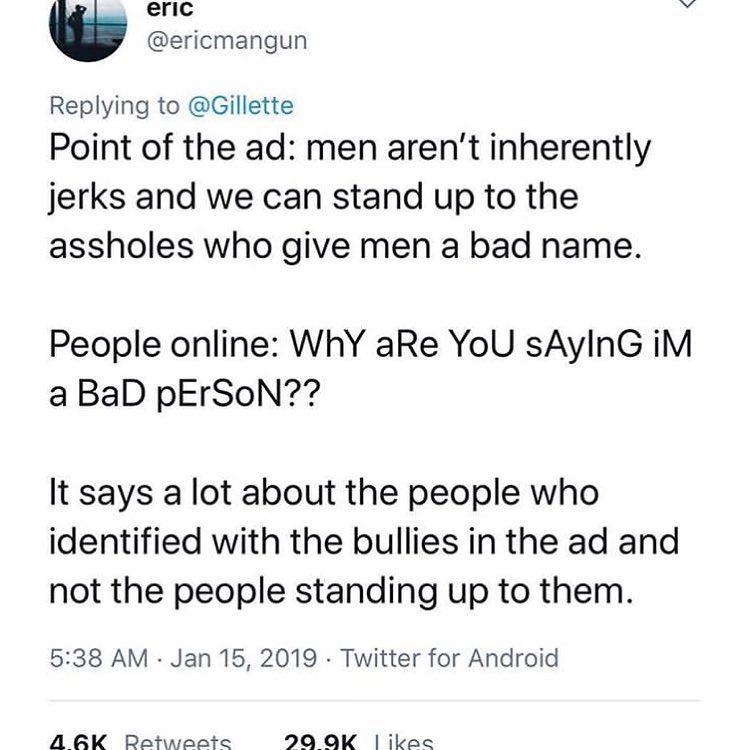 eric
@ericmangun
Replying to @Gillette
Point of the ad: men aren’t inherently
jerks and we can stand up to the
assholes who give men a bad name.
People online: WhY aRe YoU sAyInG iM
a BaD pErSoN??
It says a lot about the people who
identified with the bullies in the ad and
not the people standing up to them.
5:38 AM · Jan 15, 2019 · Twitter for Android
4.6K Retweets 29.9K Likes